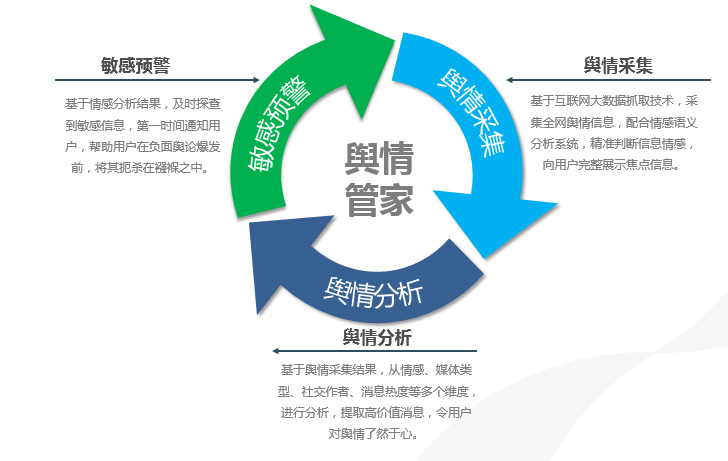 敏感预警
基于情感分析结果，及时探查
到敏感信息，第一时间通知用
户，帮助用户在负面舆论爆发
前，将其扼杀在襁褓之中。
敏感预警
舆情采集
舆情
管家
舆情分析
舆情采集
基于互联网大数据抓取技术，采
集全网舆情信息，配合情感语义
分析系统，精准判断信息情感，
向用户完整展示焦点信息。
舆情分析
基于舆情采集结果，从情感、媒体类
型、社交作者、消息热度等多个维度，
进行分析，提取高价值消息，令用户
对舆情了然于心。